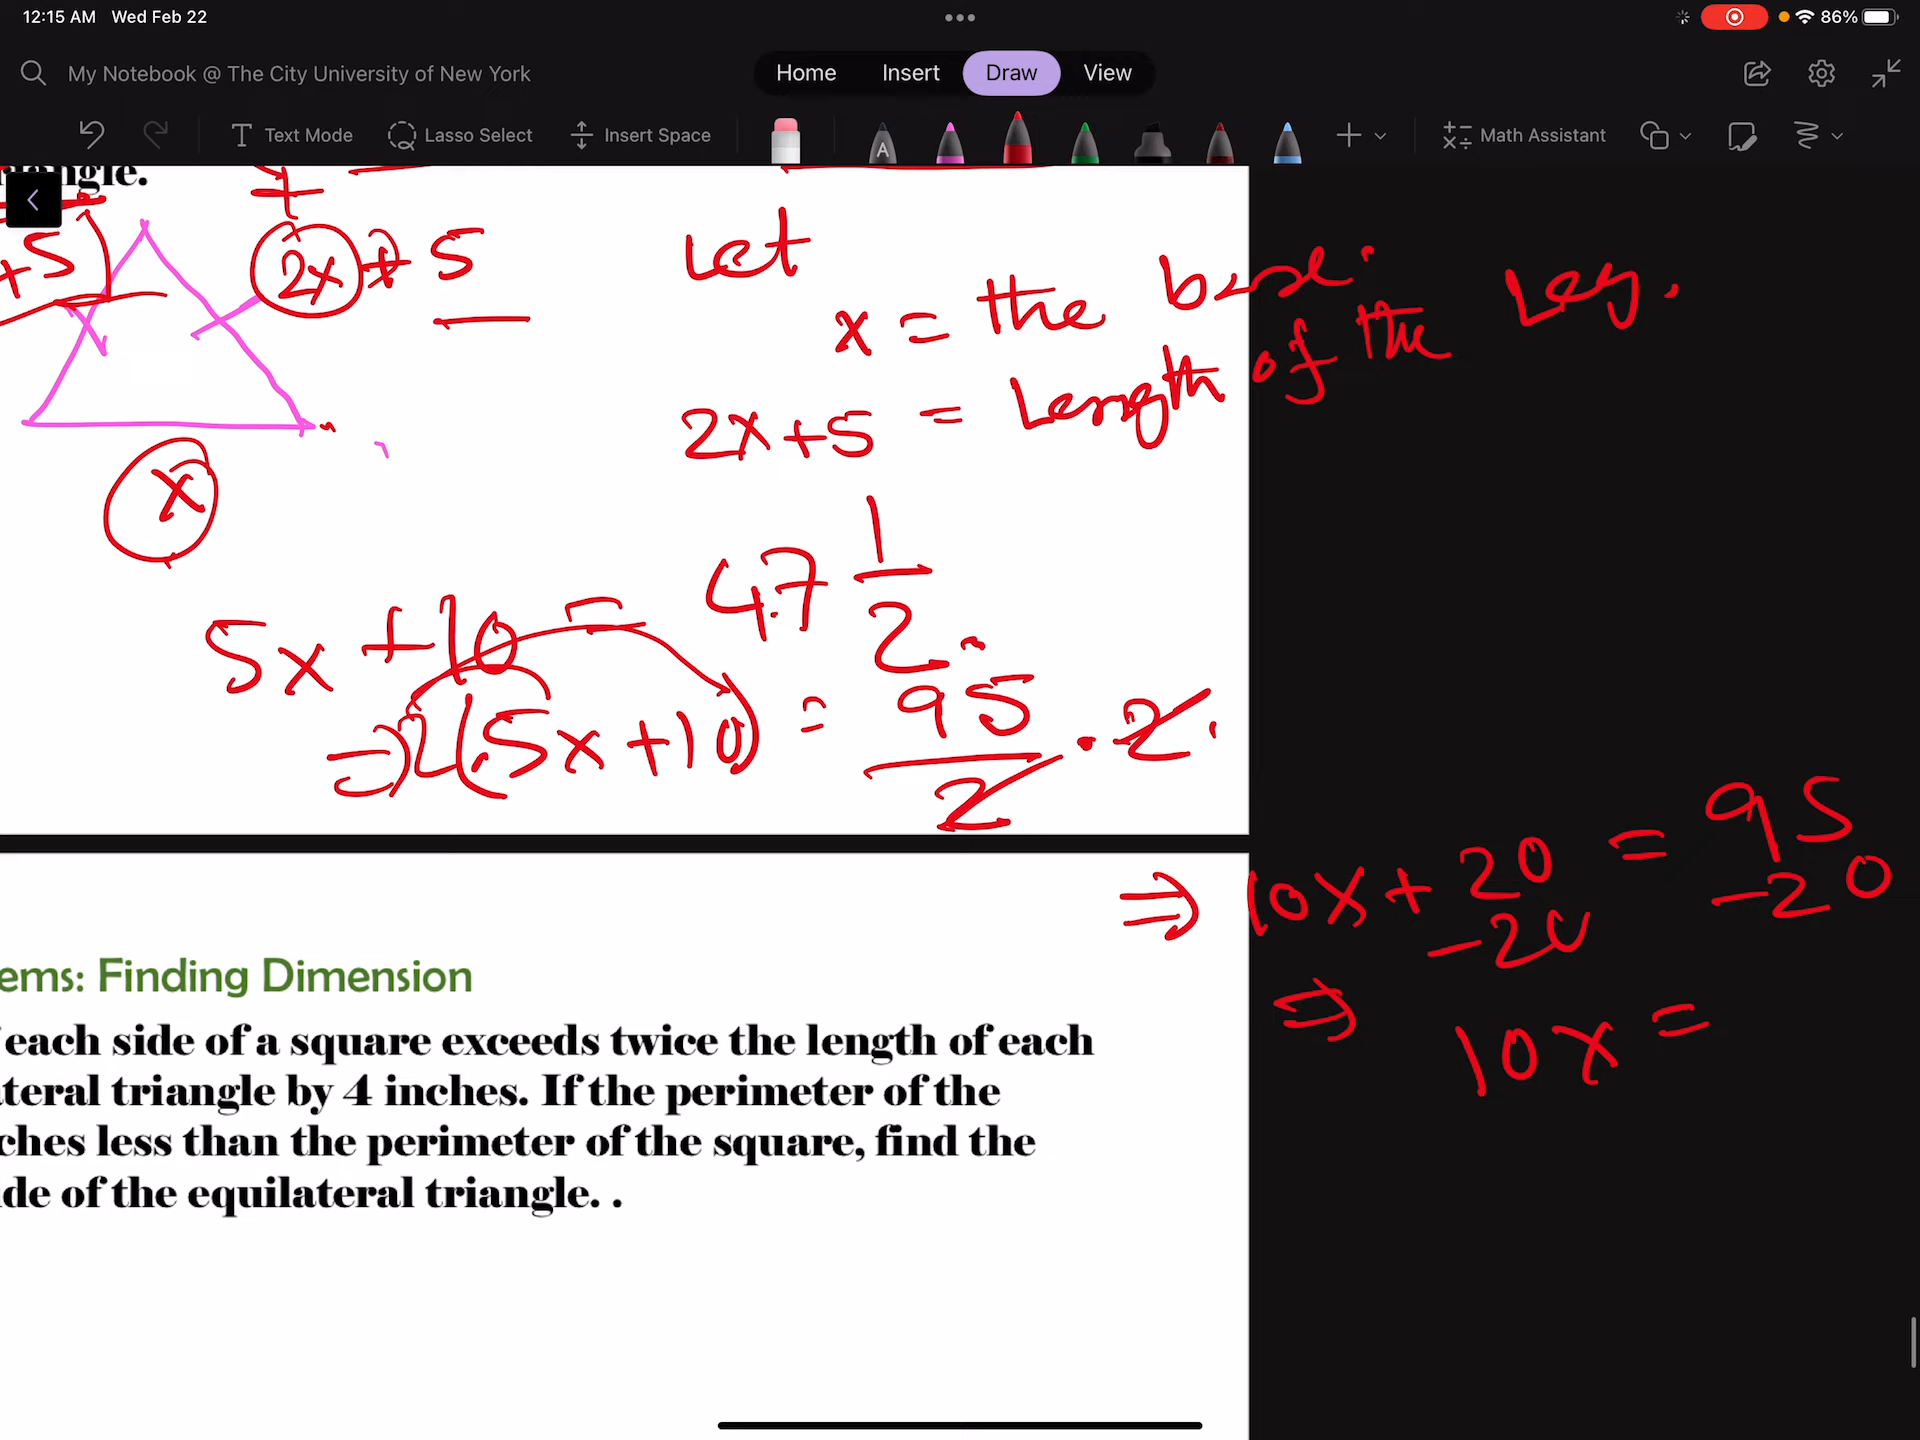 12:15 AM Wed Feb 22
86%
My Notebook @ The City University of New York
Home Insert Draw View
Text Mode Lasso Select Insert Space A Math Assistant
angle.
+5
2x + 5
Let
x = the base.
2x+5 = Length of the Leg.
x
5x +10 = 47 1/2
⇒ 2(5x+10) = 95/2 · 2
⇒ 10x + 20 = 95
-20 -20
⇒ 10x =
ems: Finding Dimension
each side of a square exceeds twice the length of each
teral triangle by 4 inches. If the perimeter of the
ches less than the perimeter of the square, find the
de of the equilateral triangle. .